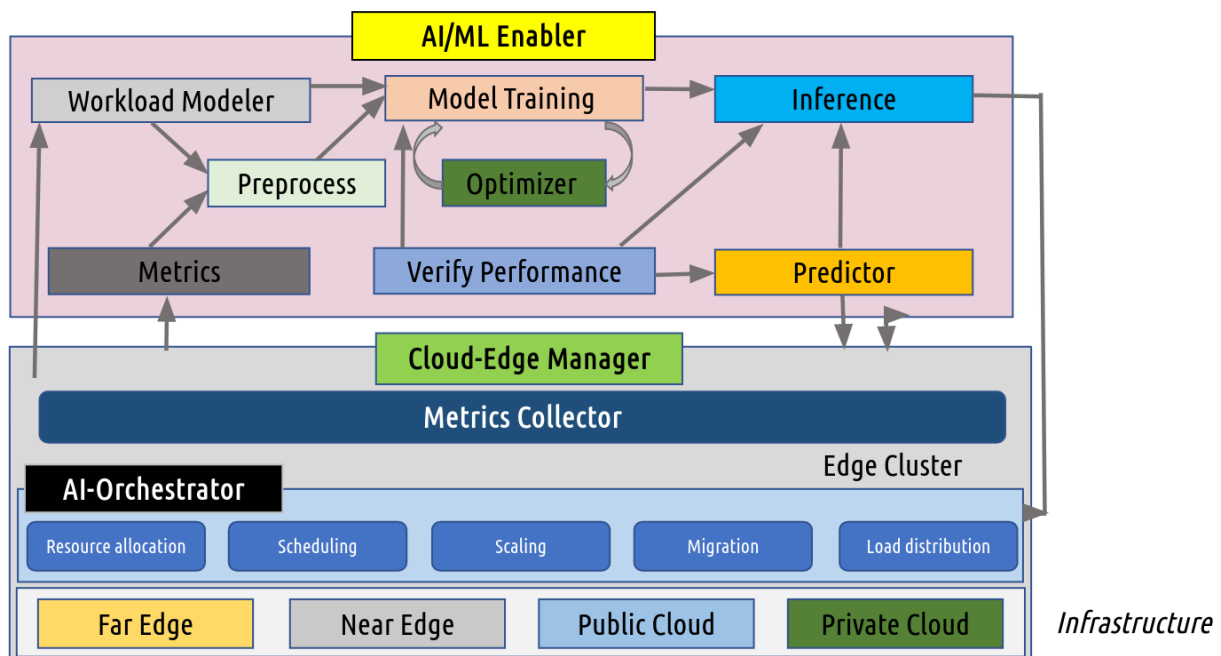 AI/ML Enabler
Workload Modeler
Model Training
Inference
Preprocess
Optimizer
Metrics
Verify Performance
Predictor
Cloud-Edge Manager
Metrics Collector
Edge Cluster
AI-Orchestrator
Resource allocation
Scheduling
Scaling
Migration
Load distribution
Far Edge
Near Edge
Public Cloud
Private Cloud
Infrastructure